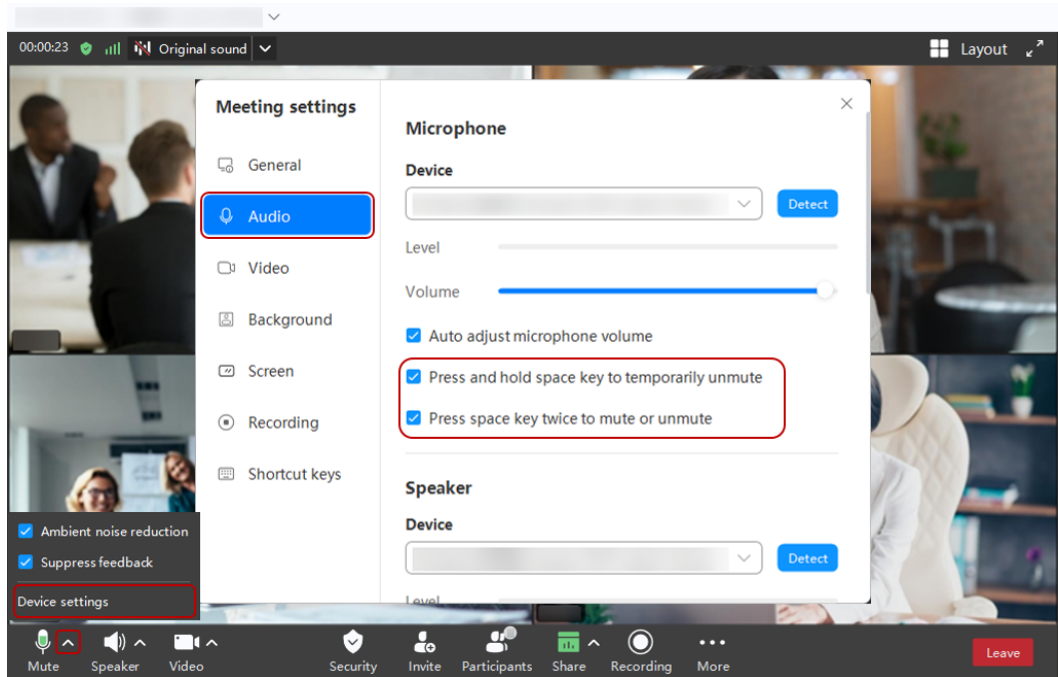 00:00:23 Original sound
Layout
Meeting settings
General
Audio
Video
Background
Screen
Recording
Shortcut keys
Microphone
Device
Detect
Level
Volume
Auto adjust microphone volume
Press and hold space key to temporarily unmute
Press space key twice to mute or unmute
Speaker
Device
Detect
Level
Ambient noise reduction
Suppress feedback
Device settings
Mute Speaker Video Security Invite Participants Share Recording More Leave